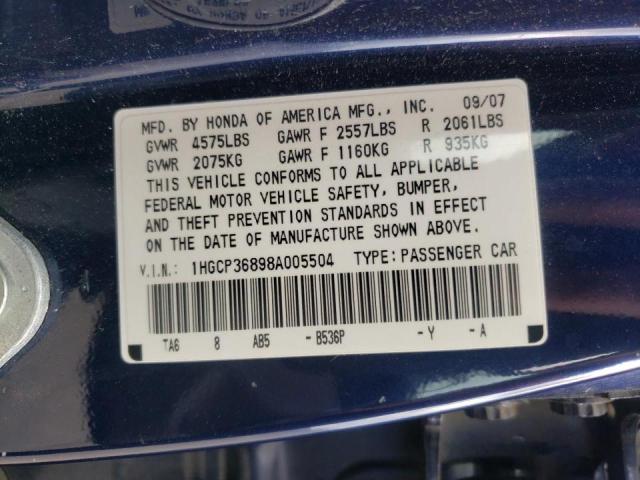 MFD. BY HONDA OF AMERICA MFG., INC. 09/07
GVWR 4575LBS GAWR F 2557LBS R 2061LBS
GVWR 2075KG GAWR F 1160KG R 935KG
THIS VEHICLE CONFORMS TO ALL APPLICABLE
FEDERAL MOTOR VEHICLE SAFETY, BUMPER,
AND THEFT PREVENTION STANDARDS IN EFFECT
ON THE DATE OF MANUFACTURE SHOWN ABOVE.
V.I.N.: 1HGCP36898A005504 TYPE: PASSENGER CAR
TA6 8 AB5 -B536P -Y -A